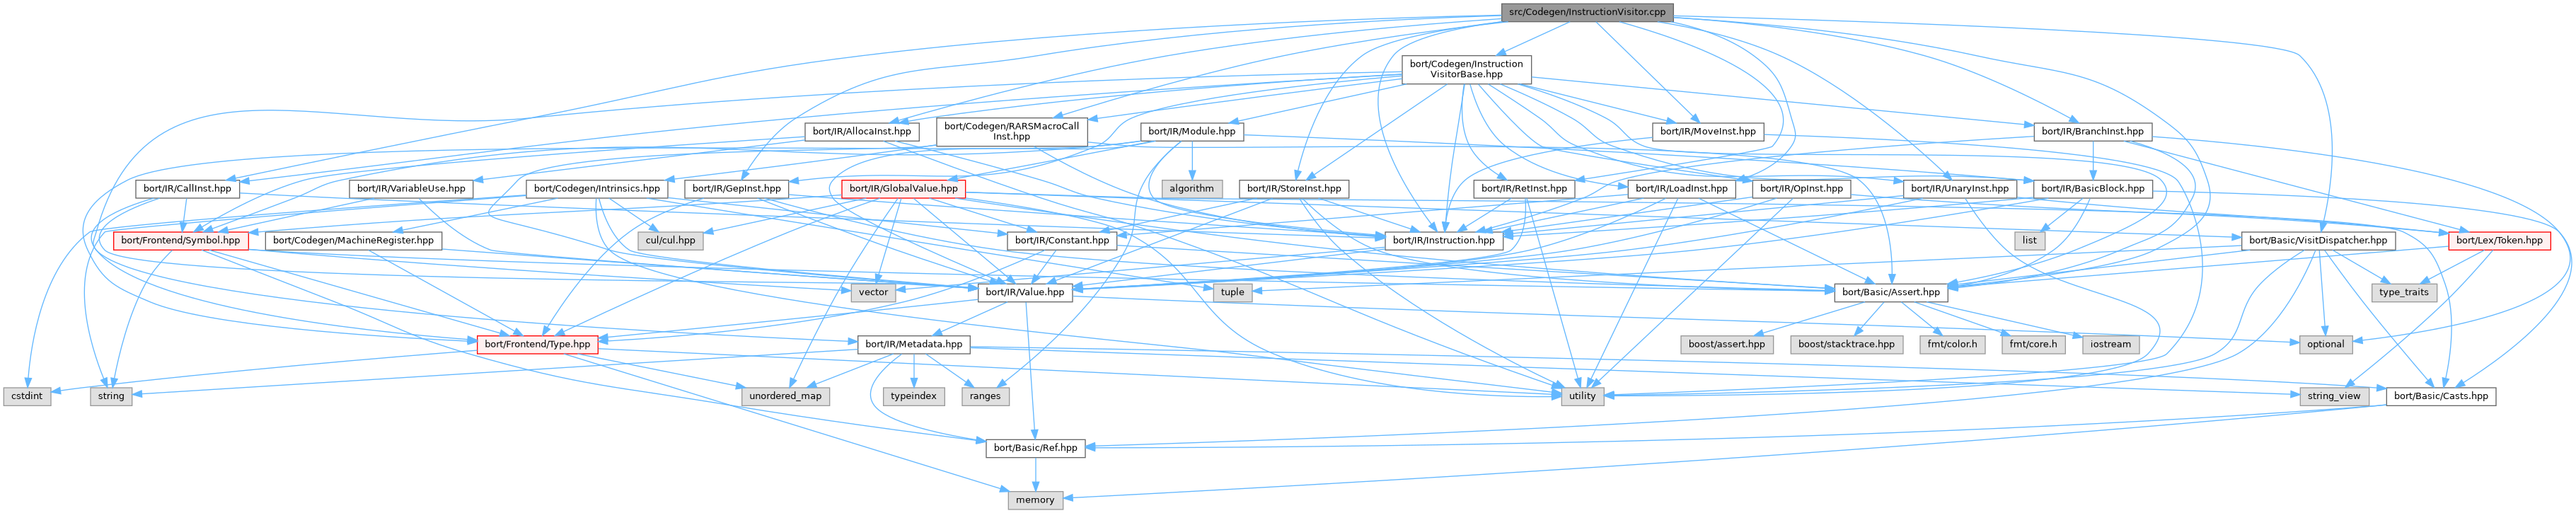 src/Codegen/InstructionVisitor.cpp
bort/Codegen/Instruction
VisitorBase.hpp
bort/IR/AllocaInst.hpp
bort/Codegen/RARSMacroCall
Inst.hpp
bort/IR/Module.hpp
bort/IR/MoveInst.hpp
bort/IR/BranchInst.hpp
bort/IR/CallInst.hpp
bort/IR/VariableUse.hpp
bort/Codegen/Intrinsics.hpp
bort/IR/GepInst.hpp
bort/IR/GlobalValue.hpp
algorithm
bort/IR/StoreInst.hpp
bort/IR/RetInst.hpp
bort/IR/LoadInst.hpp
bort/IR/OpInst.hpp
bort/IR/UnaryInst.hpp
bort/IR/BasicBlock.hpp
bort/Frontend/Symbol.hpp
bort/Codegen/MachineRegister.hpp
cul/cul.hpp
bort/IR/Constant.hpp
bort/IR/Instruction.hpp
list
bort/Basic/VisitDispatcher.hpp
bort/Lex/Token.hpp
vector
bort/IR/Value.hpp
tuple
bort/Basic/Assert.hpp
type_traits
bort/Frontend/Type.hpp
bort/IR/Metadata.hpp
boost/assert.hpp
boost/stacktrace.hpp
fmt/color.h
fmt/core.h
iostream
optional
cstdint
string
unordered_map
typeindex
ranges
utility
string_view
bort/Basic/Casts.hpp
bort/Basic/Ref.hpp
memory